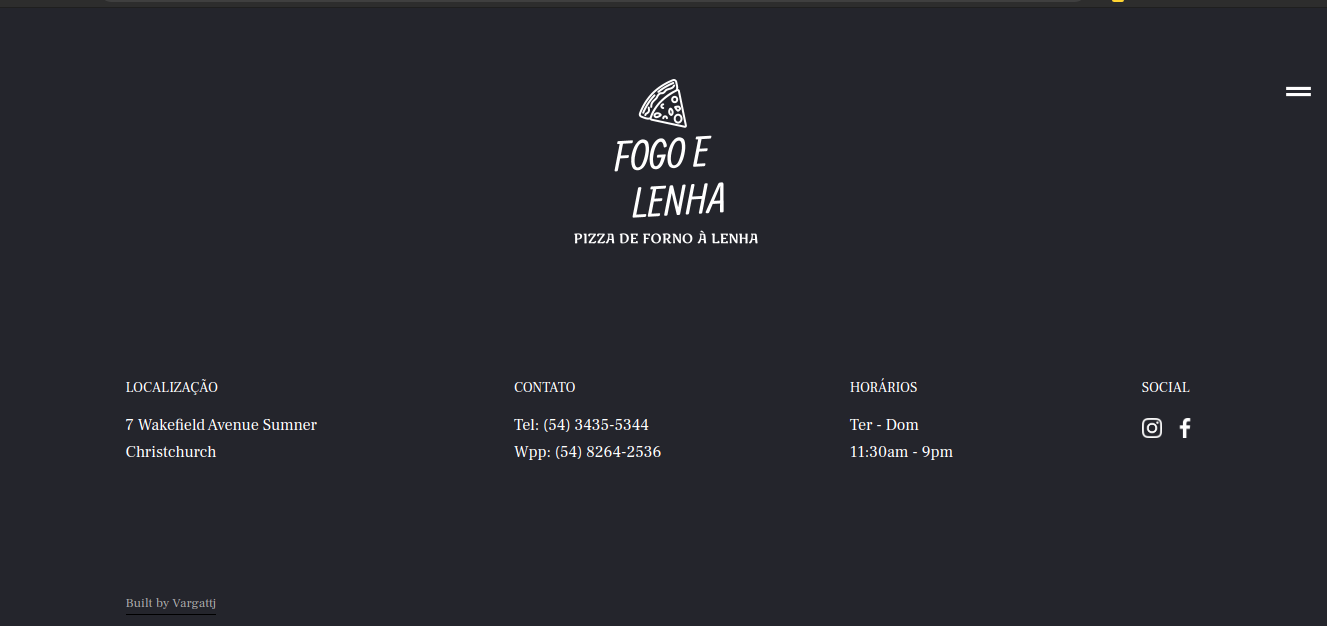 FOGO E
LENHA
PIZZA DE FORNO À LENHA
LOCALIZAÇÃO
7 Wakefield Avenue Sumner
Christchurch
CONTATO
Tel: (54) 3435-5344
Wpp: (54) 8264-2536
HORÁRIOS
Ter - Dom
11:30am - 9pm
SOCIAL
Built by Vargattj